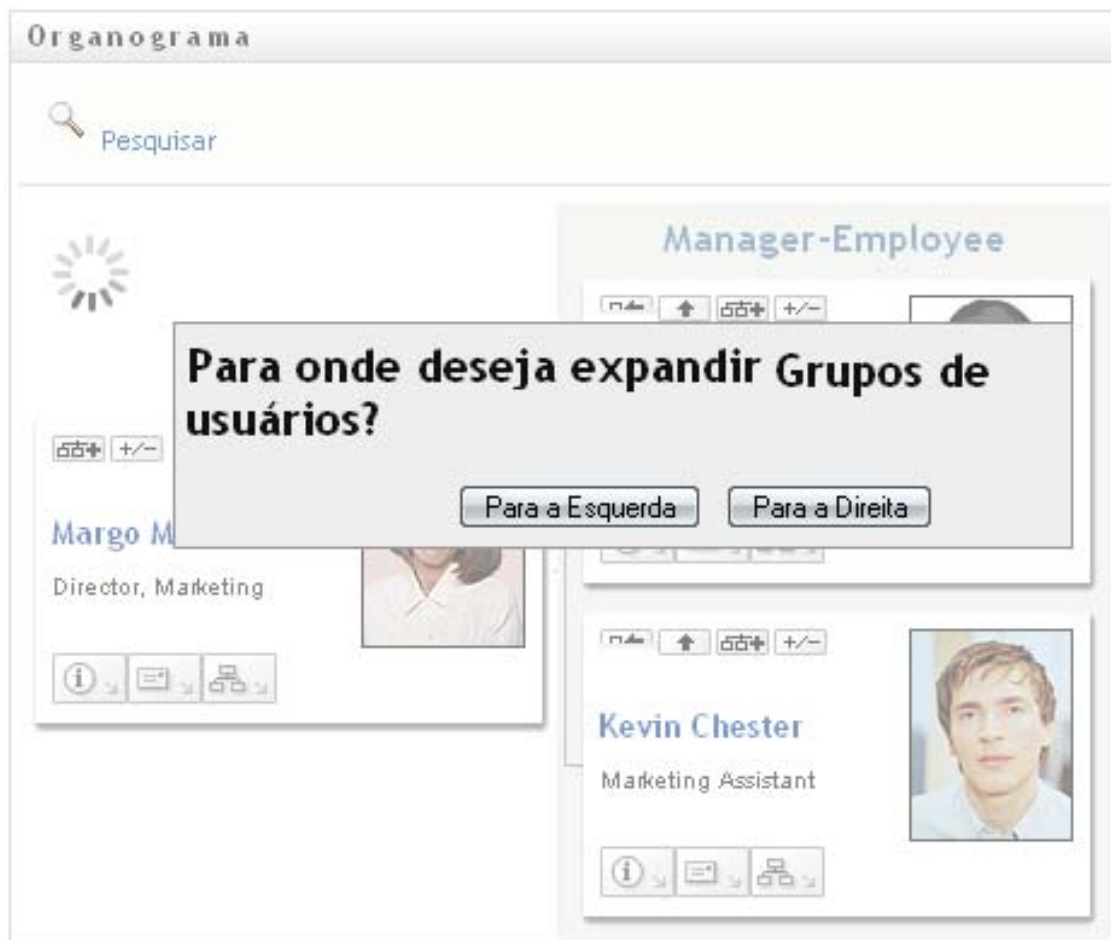 Organograma
Pesquisar
Manager-Employee
+/-
Para onde deseja expandir Grupos de
usuários?
Para a Esquerda
Para a Direita
+/-
Margo
Director, Marketing
+/-
Kevin Chester
Marketing Assistant